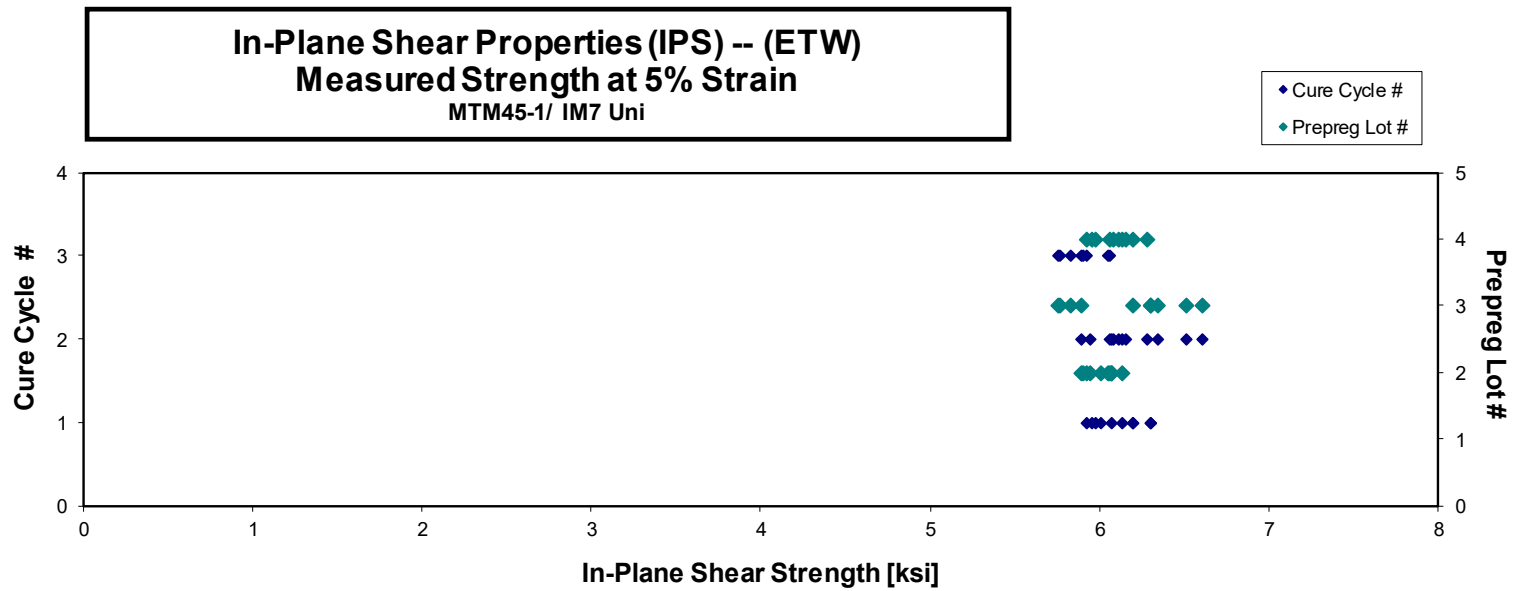 In-Plane Shear Properties (IPS) -- (ETW)
Measured Strength at 5% Strain
MTM45-1/ IM7 Uni
Cure Cycle #
Prepreg Lot #
4
3
2
1
0
Cure Cycle #
5
4
3
2
1
0
Prepreg Lot #
0 1 2 3 4 5 6 7 8
In-Plane Shear Strength [ksi]